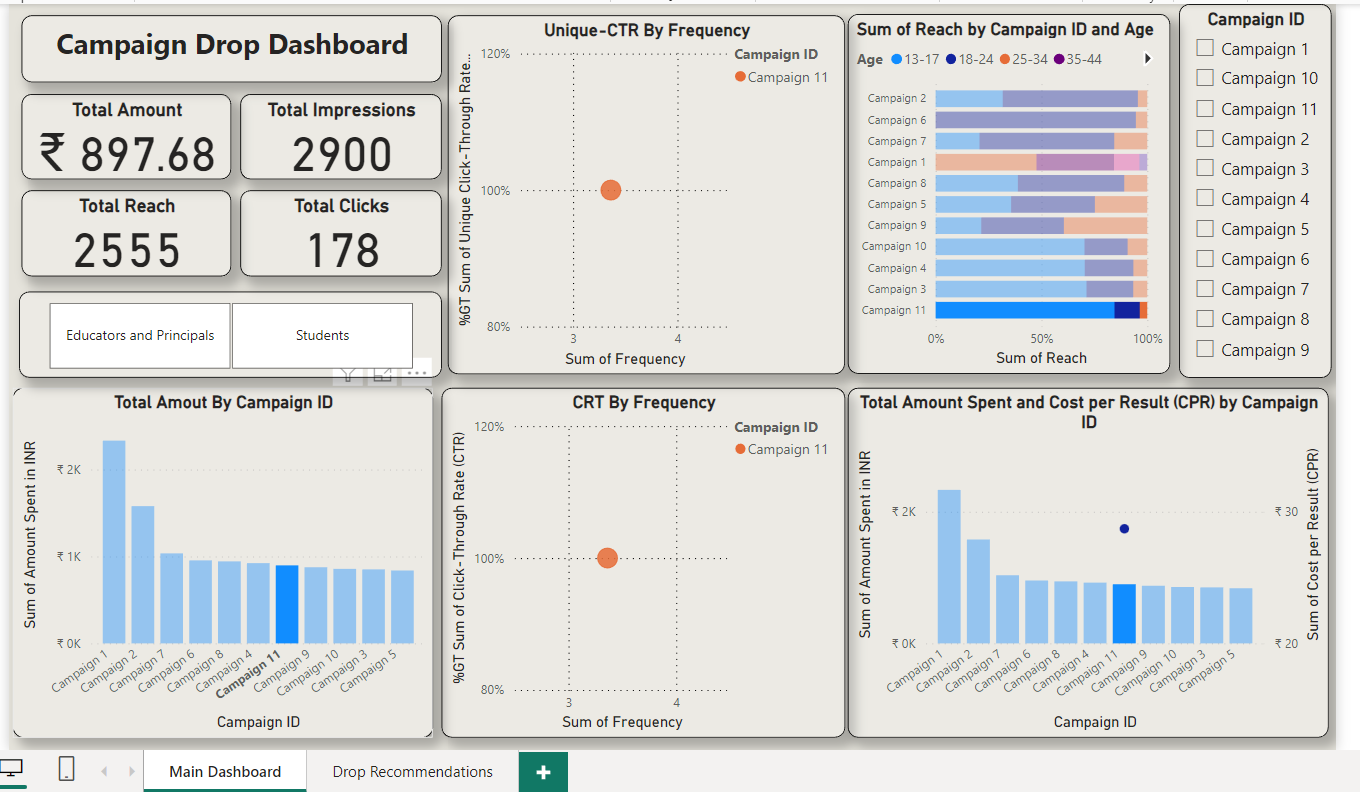 Campaign Drop Dashboard
Total Amount
₹ 897.68
Total Impressions
2900
Total Reach
2555
Total Clicks
178
Educators and Principals
Students
Unique-CTR By Frequency
%GT Sum of Unique Click-Through Rate...
120%
100%
80%
3
4
Sum of Frequency
Campaign ID
Campaign 11
Sum of Reach by Campaign ID and Age
Age 13-17 18-24 25-34 35-44
Campaign 2
Campaign 6
Campaign 7
Campaign 1
Campaign 8
Campaign 5
Campaign 9
Campaign 10
Campaign 4
Campaign 3
Campaign 11
0%
50%
100%
Sum of Reach
Campaign ID
Campaign 1
Campaign 10
Campaign 11
Campaign 2
Campaign 3
Campaign 4
Campaign 5
Campaign 6
Campaign 7
Campaign 8
Campaign 9
Total Amout By Campaign ID
Sum of Amount Spent in INR
₹ 2K
₹ 1K
₹ 0K
Campaign 1
Campaign 2
Campaign 7
Campaign 6
Campaign 8
Campaign 4
Campaign 11
Campaign 9
Campaign 10
Campaign 3
Campaign 5
Campaign ID
CRT By Frequency
%GT Sum of Click-Through Rate (CTR)
120%
100%
80%
3
4
Sum of Frequency
Campaign ID
Campaign 11
Total Amount Spent and Cost per Result (CPR) by Campaign
ID
Sum of Amount Spent in INR
₹ 2K
₹ 0K
₹ 30
₹ 20
Sum of Cost per Result (CPR)
Campaign 1
Campaign 2
Campaign 7
Campaign 6
Campaign 8
Campaign 4
Campaign 11
Campaign 9
Campaign 10
Campaign 3
Campaign 5
Campaign ID
Main Dashboard
Drop Recommendations